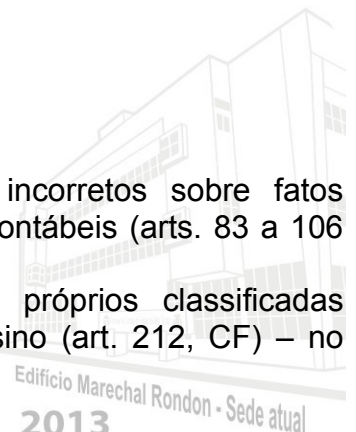 incorretos sobre fatos
ontábeis (arts. 83 a 106
próprios classificadas
sino (art. 212, CF) – no
Edifício Marechal Rondon - Sede atual
2013